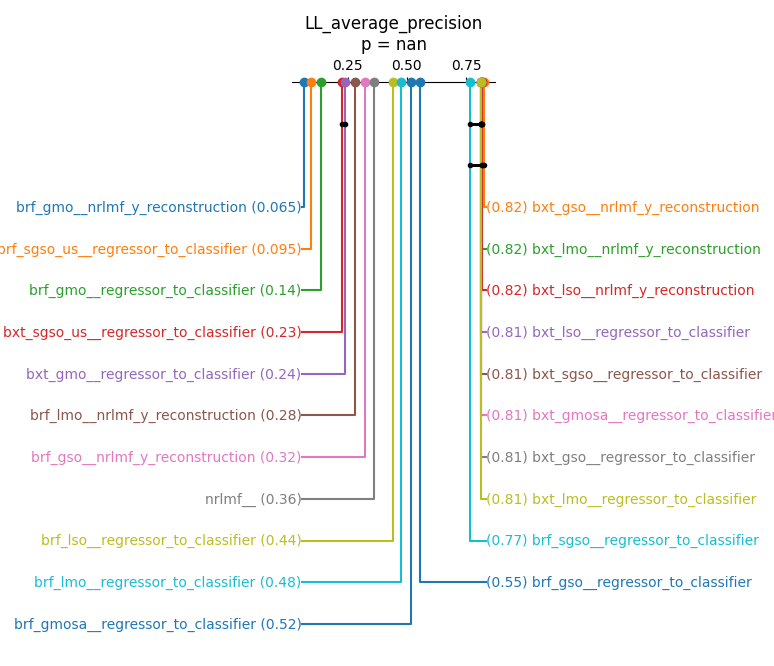 LL_average_precision
p = nan
0.25 0.50 0.75
brf_gmo__nrlmf_y_reconstruction (0.065)
brf_sgso_us__regressor_to_classifier (0.095)
brf_gmo__regressor_to_classifier (0.14)
bxt_sgso_us__regressor_to_classifier (0.23)
bxt_gmo__regressor_to_classifier (0.24)
brf_lmo__nrlmf_y_reconstruction (0.28)
brf_gso__nrlmf_y_reconstruction (0.32)
nrlmf__ (0.36)
brf_lso__regressor_to_classifier (0.44)
brf_lmo__regressor_to_classifier (0.48)
brf_gmosa__regressor_to_classifier (0.52)
(0.82) bxt_gso__nrlmf_y_reconstruction
(0.82) bxt_lmo__nrlmf_y_reconstruction
(0.82) bxt_lso__nrlmf_y_reconstruction
(0.81) bxt_lso__regressor_to_classifier
(0.81) bxt_sgso__regressor_to_classifier
(0.81) bxt_gmosa__regressor_to_classifier
(0.81) bxt_gso__regressor_to_classifier
(0.81) bxt_lmo__regressor_to_classifier
(0.77) brf_sgso__regressor_to_classifier
(0.55) brf_gso__regressor_to_classifier